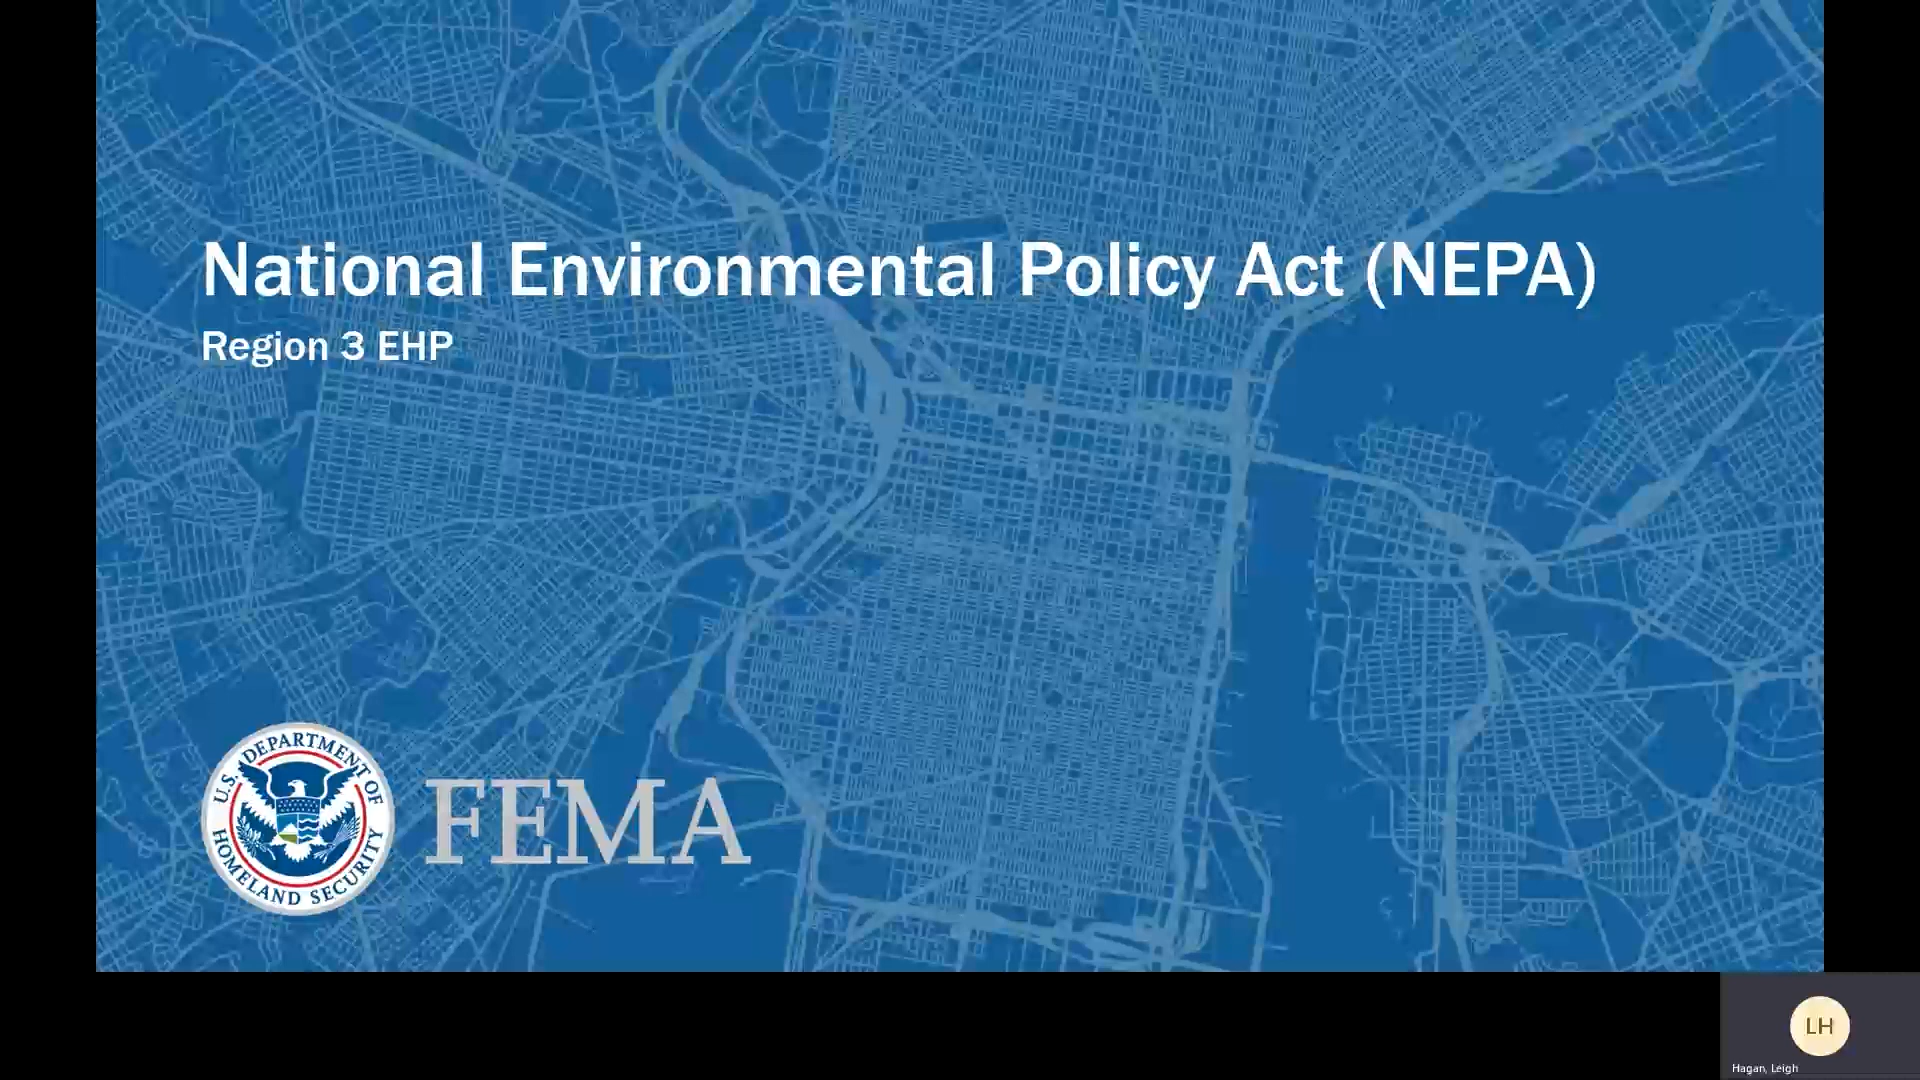 National Environmental Policy Act (NEPA)
Region 3 EHP
U.S. DEPARTMENT OF
HOMELAND SECURITY
FEMA
LH
Hagan, Leigh